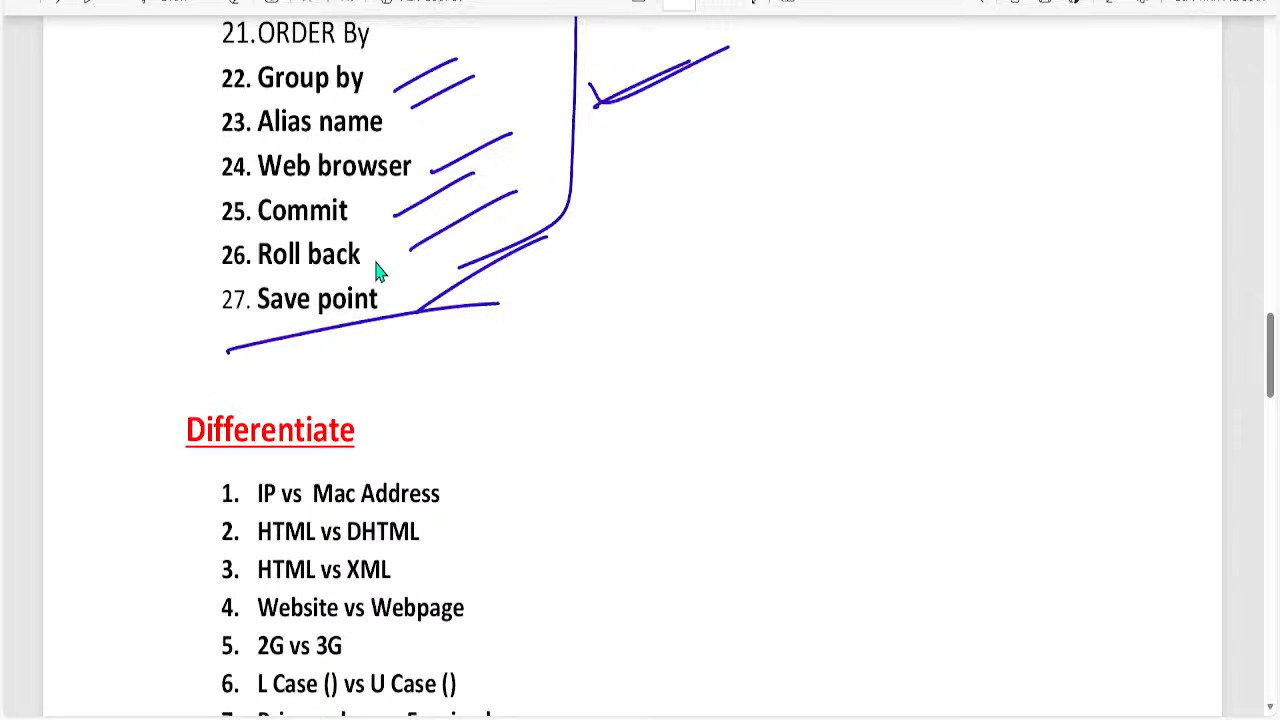 21.ORDER By
22. Group by
23. Alias name
24. Web browser
25. Commit
26. Roll back
27. Save point
Differentiate
1. IP vs Mac Address
2. HTML vs DHTML
3. HTML vs XML
4. Website vs Webpage
5. 2G vs 3G
6. L Case () vs U Case ()